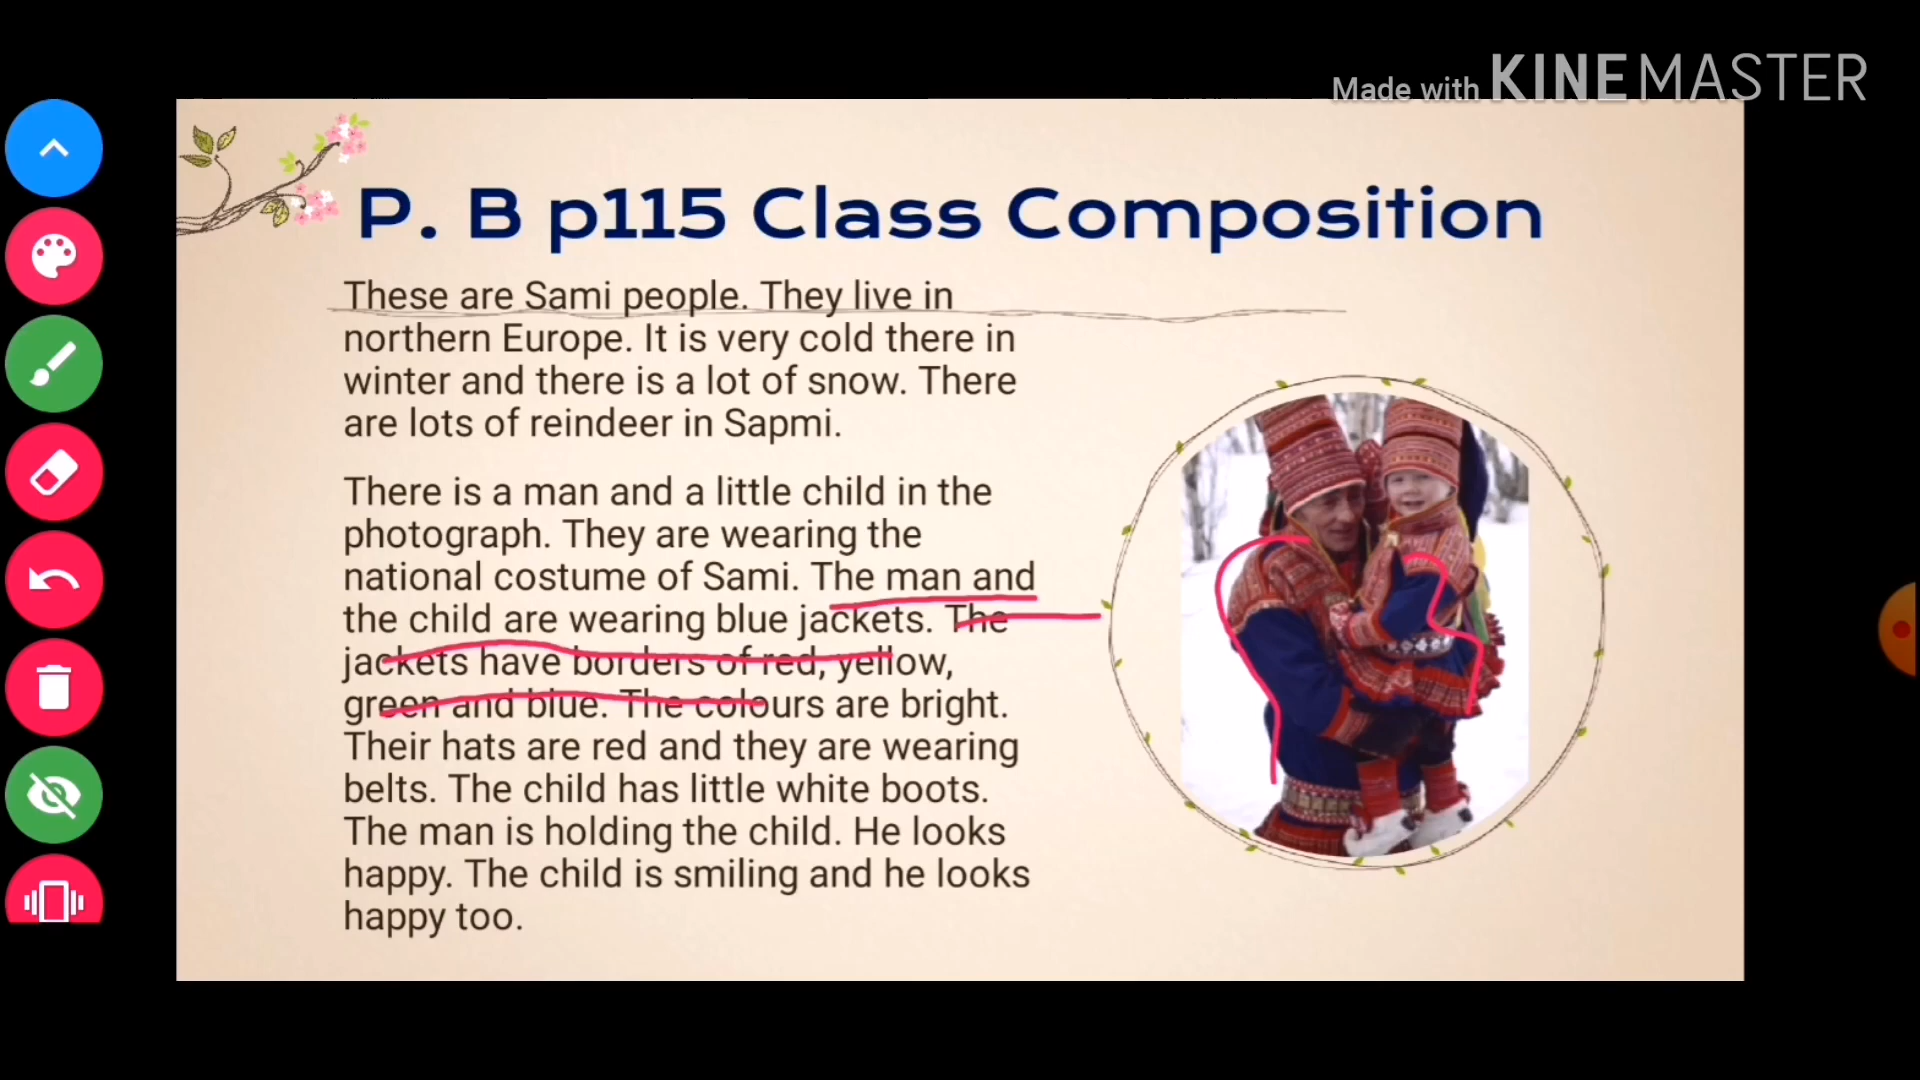 Made with KINEMASTER
P. B p115 Class Composition
These are Sami people. They live in
northern Europe. It is very cold there in
winter and there is a lot of snow. There
are lots of reindeer in Sapmi.
There is a man and a little child in the
photograph. They are wearing the
national costume of Sami. The man and
the child are wearing blue jackets. The
jackets have borders of red, yellow,
green and blue. The colours are bright.
Their hats are red and they are wearing
belts. The child has little white boots.
The man is holding the child. He looks
happy. The child is smiling and he looks
happy too.